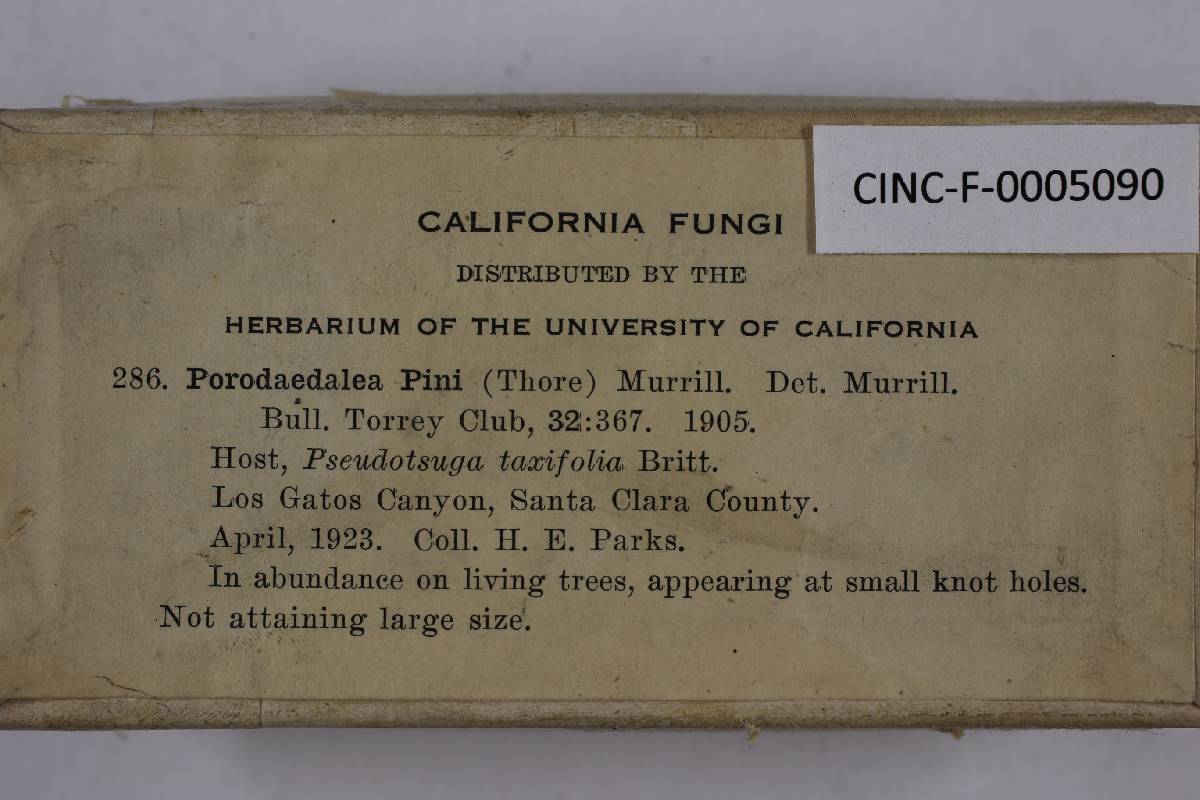 CINC-F-0005090
CALIFORNIA FUNGI
DISTRIBUTED BY THE
HERBARIUM OF THE UNIVERSITY OF CALIFORNIA
286. Porodaedalea Pini (Thore) Murrill. Det. Murrill.
Bull. Torrey Club, 32:367. 1905.
Host, Pseudotsuga taxifolia Britt.
Los Gatos Canyon, Santa Clara County.
April, 1923. Coll. H. E. Parks.
In abundance on living trees, appearing at small knot holes.
Not attaining large size.